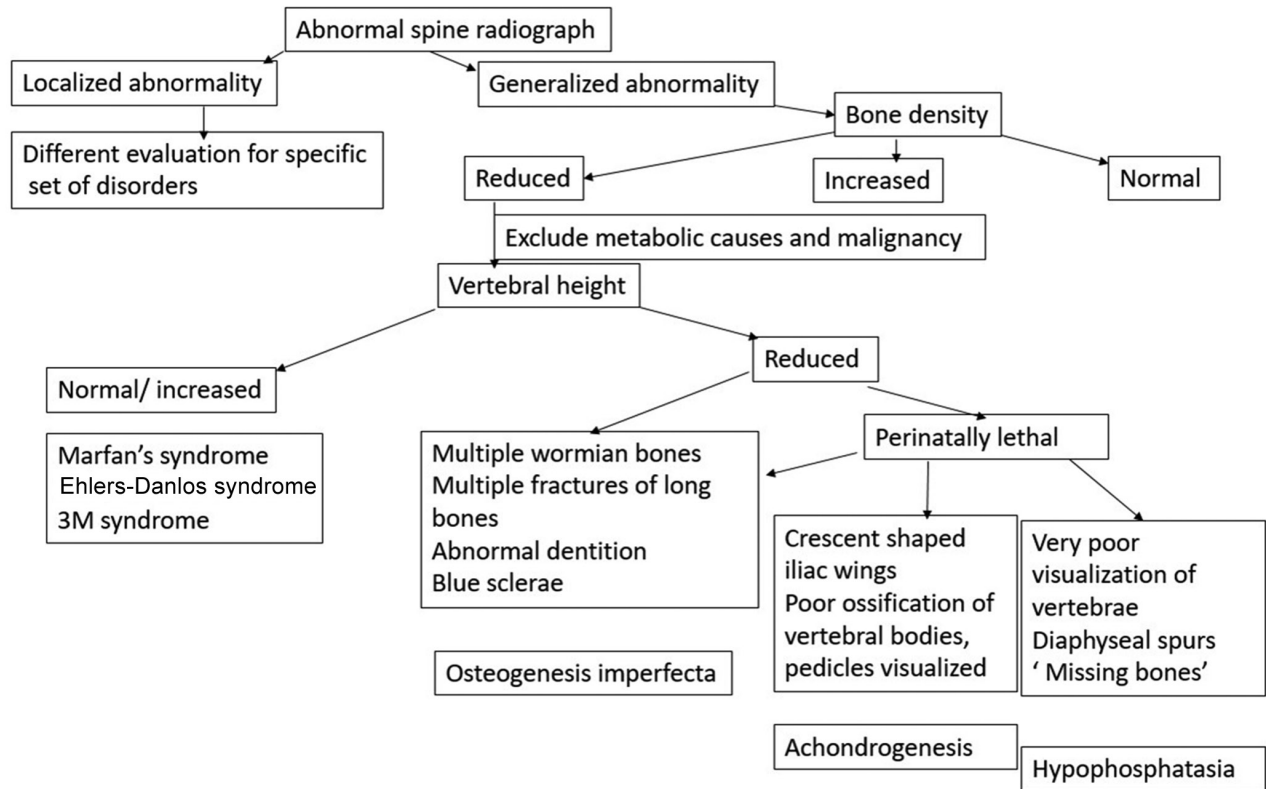 Abnormal spine radiograph
Localized abnormality
Generalized abnormality
Bone density
Different evaluation for specific
set of disorders
Reduced
Increased
Normal
Exclude metabolic causes and malignancy
Vertebral height
Reduced
Normal/ increased
Perinatally lethal
Marfan’s syndrome
Ehlers-Danlos syndrome
3M syndrome
Multiple wormian bones
Multiple fractures of long
bones
Abnormal dentition
Blue sclerae
Crescent shaped
iliac wings
Poor ossification of
vertebral bodies,
pedicles visualized
Very poor
visualization of
vertebrae
Diaphyseal spurs
‘ Missing bones’
Osteogenesis imperfecta
Achondrogenesis
Hypophosphatasia